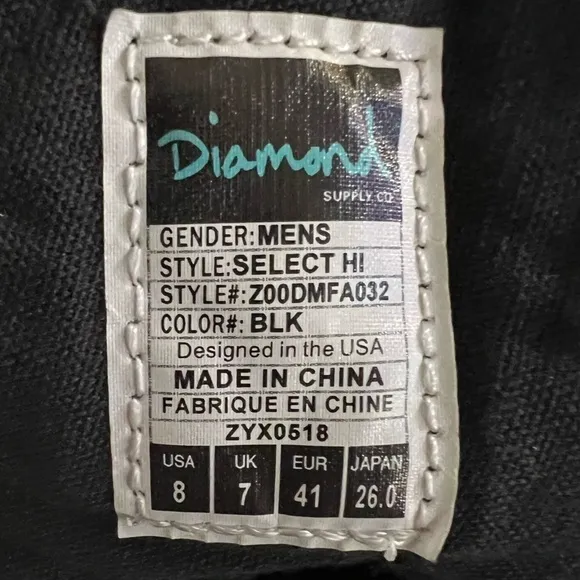 Diamond
SUPPLY CO
GENDER: MENS
STYLE: SELECT HI
STYLE#: Z00DMFA032
COLOR#: BLK
Designed in the USA
MADE IN CHINA
FABRIQUE EN CHINE
ZYX0518
USA UK EUR JAPAN
8 7 41 26.0